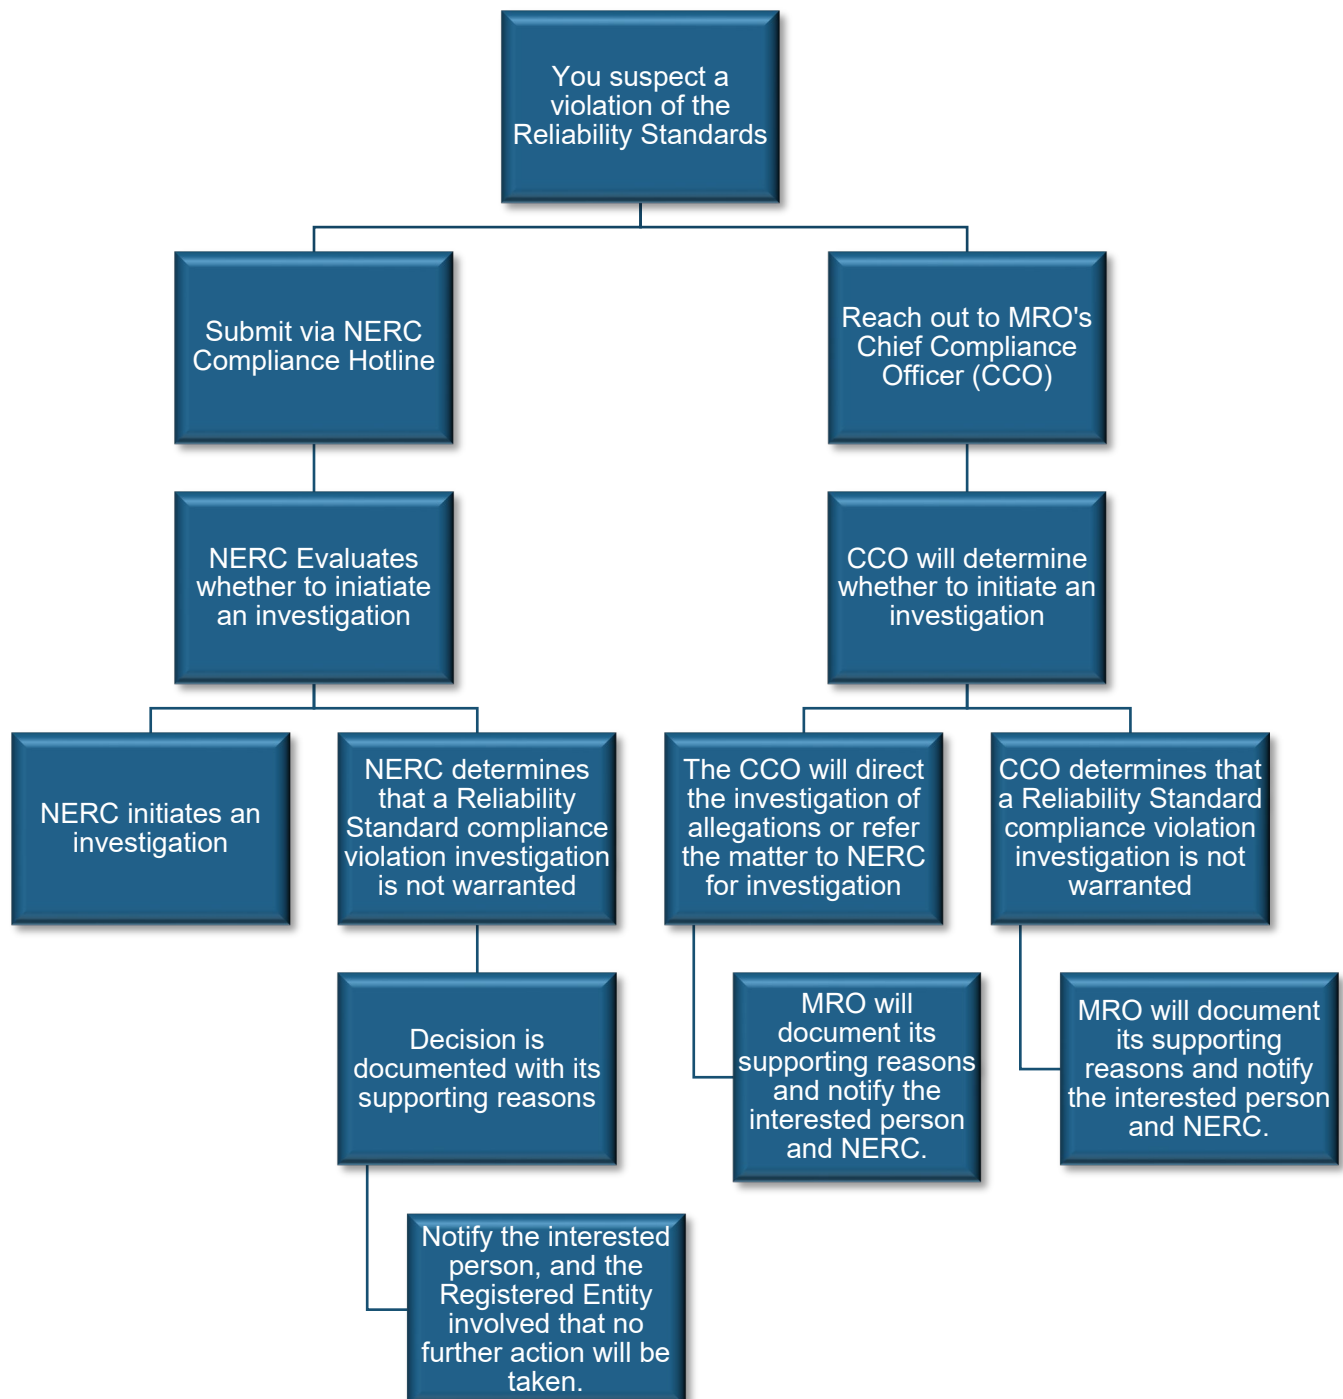 You suspect a
violation of the
Reliability Standards
Submit via NERC
Compliance Hotline
Reach out to MRO's
Chief Compliance
Officer (CCO)
NERC Evaluates
whether to iniatiate
an investigation
CCO will determine
whether to initiate an
investigation
NERC initiates an
investigation
NERC determines
that a Reliability
Standard compliance
violation investigation
is not warranted
The CCO will direct
the investigation of
allegations or refer
the matter to NERC
for investigation
CCO determines that
a Reliability Standard
compliance violation
investigation is not
warranted
Decision is
documented with its
supporting reasons
MRO will
document its
supporting reasons
and notify the
interested person
and NERC.
MRO will document
its supporting
reasons and notify
the interested person
and NERC.
Notify the interested
person, and the
Registered Entity
involved that no
further action will be
taken.